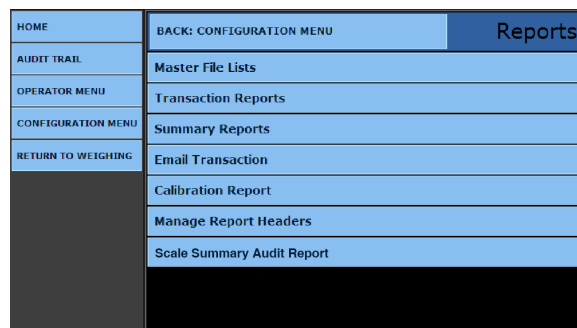 HOME
AUDIT TRAIL
OPERATOR MENU
CONFIGURATION MENU
RETURN TO WEIGHING
BACK: CONFIGURATION MENU
Reports
Master File Lists
Transaction Reports
Summary Reports
Email Transaction
Calibration Report
Manage Report Headers
Scale Summary Audit Report